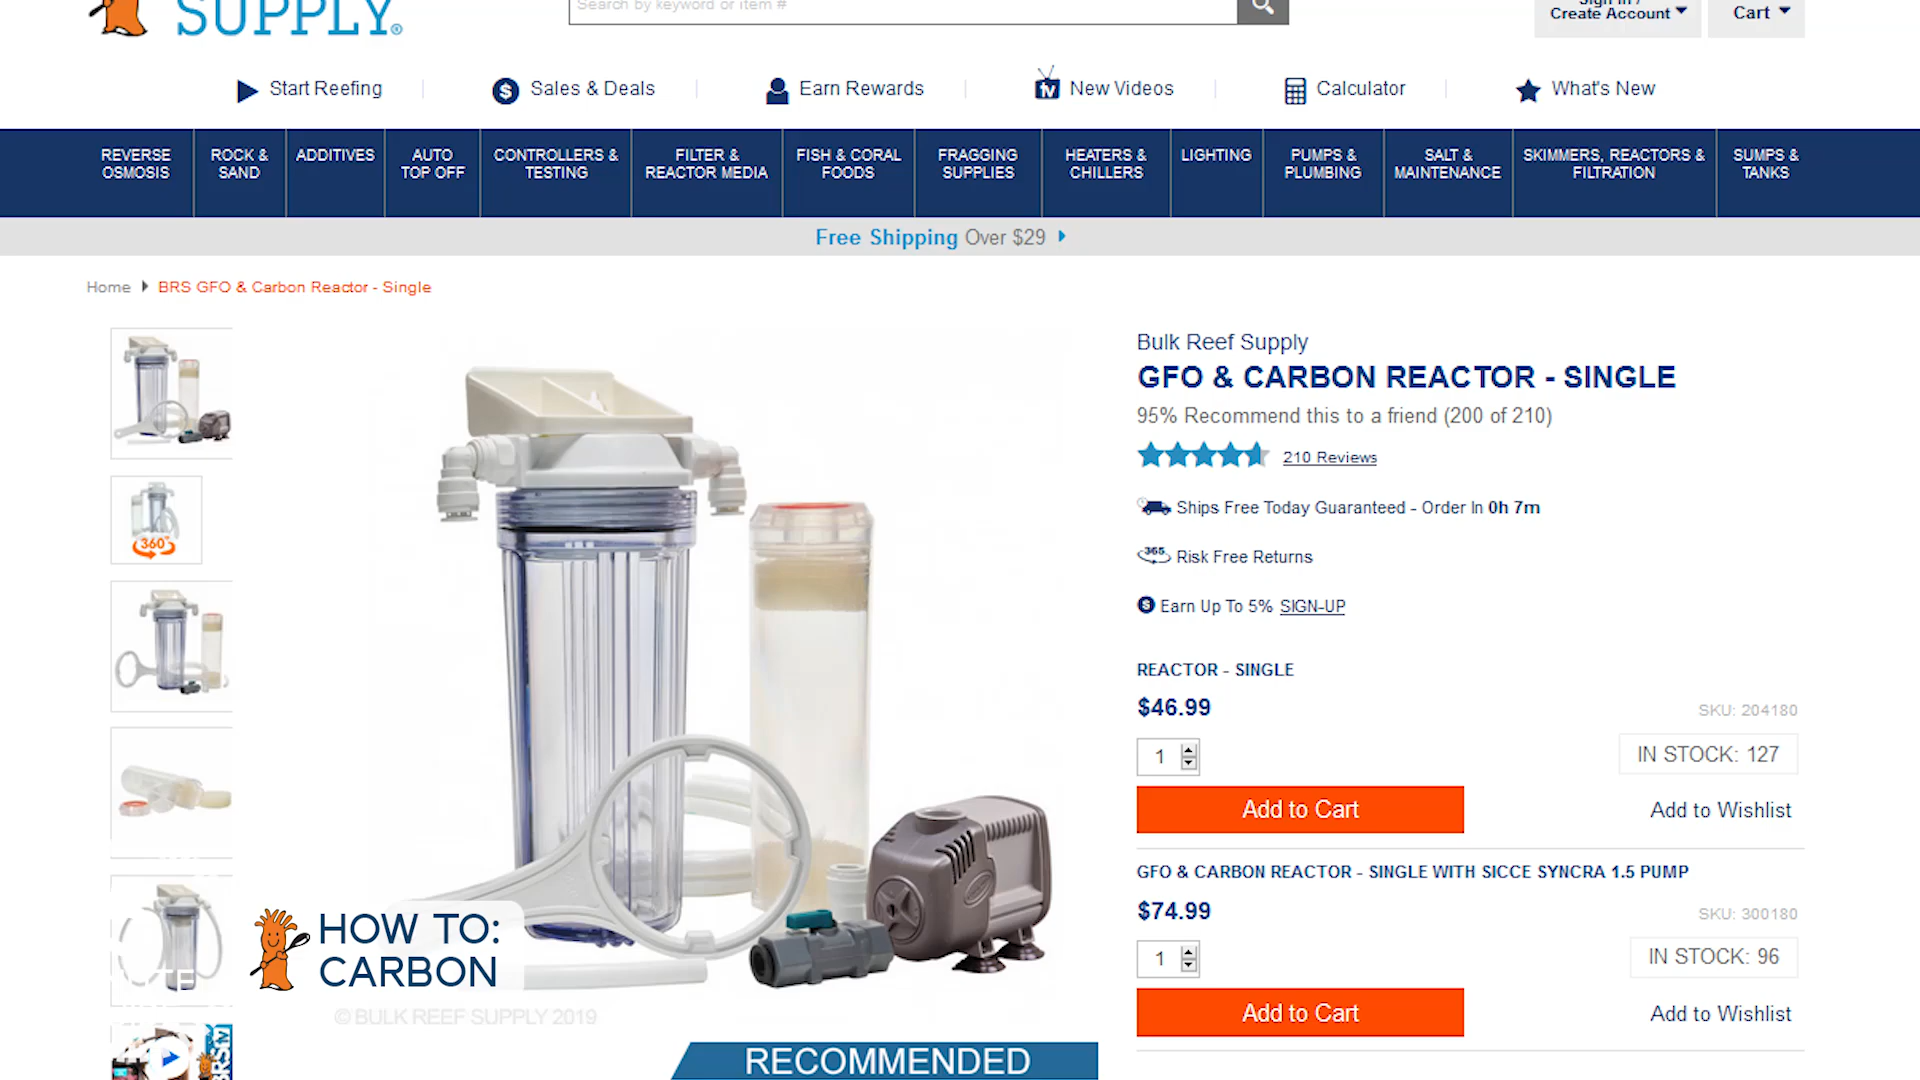 SUPPLY®
Search by keyword or item #
Sign In /
Create Account
Cart
Start Reefing
Sales & Deals
Earn Rewards
New Videos
Calculator
What's New
REVERSE
OSMOSIS
ROCK &
SAND
ADDITIVES
AUTO
TOP OFF
CONTROLLERS &
TESTING
FILTER &
REACTOR MEDIA
FISH & CORAL
FOODS
FRAGGING
SUPPLIES
HEATERS &
CHILLERS
LIGHTING
PUMPS &
PLUMBING
SALT &
MAINTENANCE
SKIMMERS, REACTORS &
FILTRATION
SUMPS &
TANKS
Free Shipping Over $29
Home
BRS GFO & Carbon Reactor - Single
360°
Bulk Reef Supply
GFO & CARBON REACTOR - SINGLE
95% Recommend this to a friend (200 of 210)
210 Reviews
Ships Free Today Guaranteed - Order In 0h 7m
365 Risk Free Returns
Earn Up To 5% SIGN-UP
REACTOR - SINGLE
$46.99
SKU: 204180
1
IN STOCK: 127
Add to Cart
Add to Wishlist
GFO & CARBON REACTOR - SINGLE WITH SICCE SYNCRA 1.5 PUMP
$74.99
SKU: 300180
1
IN STOCK: 96
Add to Cart
Add to Wishlist
HOW TO:
CARBON
© BULK REEF SUPPLY 2019
RECOMMENDED